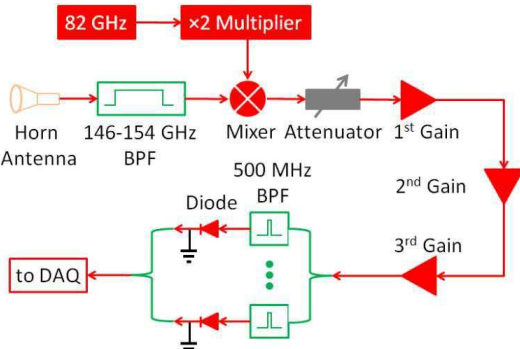 82 GHz
×2 Multiplier
Horn
Antenna
146-154 GHz
BPF
Mixer
Attenuator
1st Gain
2nd Gain
3rd Gain
500 MHz
BPF
Diode
to DAQ